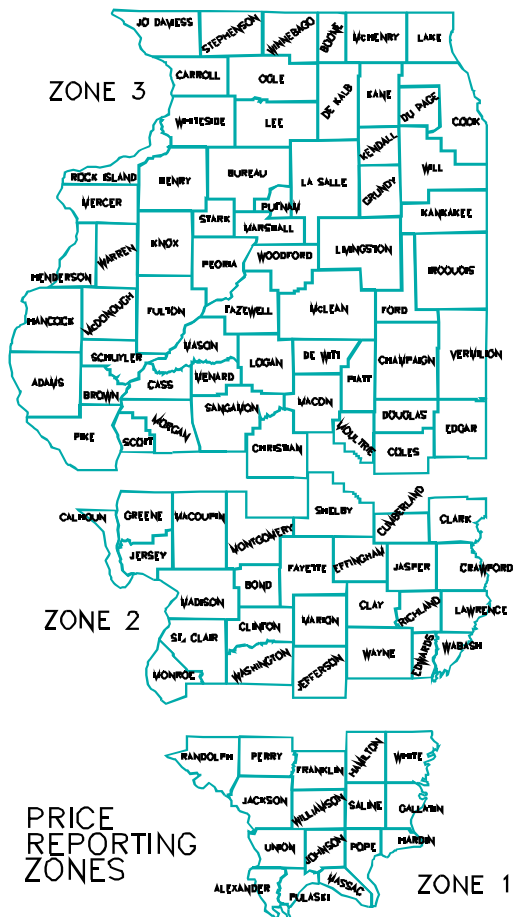 JO DAVIESS
STEPHENSON
WINNEBAGO
BOONE
McHENRY
LAKE
CARROLL
OGLE
ZONE 3
DE KALB
KANE
DU PAGE
COOK
WHITESIDE
LEE
KENDALL
WILL
ROCK ISLAND
HENRY
BUREAU
LA SALLE
GRUNDY
MERCER
PUTNAM
KANKAKEE
STARK
MARSHALL
WARREN
KNOX
PEORIA
WOODFORD
LIVINGSTON
IROQUOIS
HENDERSON
HANCOCK
McDONOUGH
FULTON
TAZEWELL
McLEAN
FORD
MASON
SCHUYLER
LOGAN
DE WITT
CHAMPAIGN
VERMILION
ADAMS
BROWN
CASS
MENARD
PIATT
MACON
SANGAMON
DOUGLAS
PIKE
SCOTT
MORGAN
MOULTRIE
EDGAR
CHRISTIAN
COLES
CALHOUN
GREENE
MACOUPIN
SHELBY
CUMBERLAND
CLARK
MONTGOMERY
JERSEY
FAYETTE
EFFINGHAM
JASPER
CRAWFORD
BOND
MADISON
ZONE 2
CLINTON
MARION
CLAY
RICHLAND
LAWRENCE
ST. CLAIR
WASHINGTON
JEFFERSON
WAYNE
EDWARDS
WABASH
MONROE
RANDOLPH
PERRY
FRANKLIN
HAMILTON
WHITE
JACKSON
WILLIAMSON
SALINE
GALLATIN
PRICE
REPORTING
ZONES
UNION
JOHNSON
POPE
HARDIN
ALEXANDER
PULASKI
MASSAC
ZONE 1